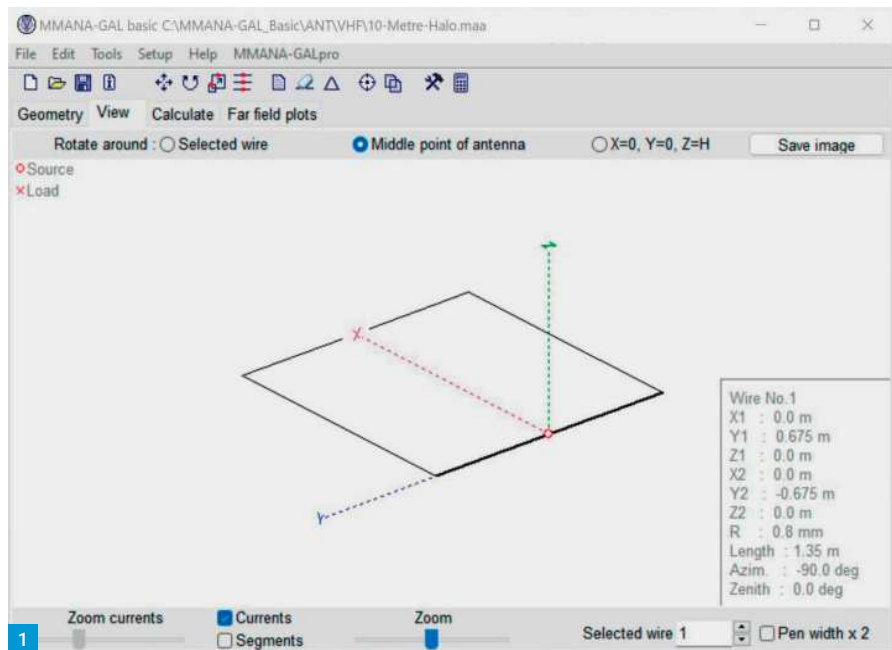 MMANA-GAL basic C:\MMANA-GAL_Basic\ANT\VHF\10-Metre-Halo.maa
File Edit Tools Setup Help MMANA-GALpro
Geometry View Calculate Far field plots
Rotate around : Selected wire Middle point of antenna X=0, Y=0, Z=H Save image
Source
Load
X
Y
Wire No.1
X1 : 0.0 m
Y1 : 0.675 m
Z1 : 0.0 m
X2 : 0.0 m
Y2 : -0.675 m
Z2 : 0.0 m
R : 0.8 mm
Length : 1.35 m
Azim. : -90.0 deg
Zenith : 0.0 deg
Zoom currents Currents Zoom
Segments Selected wire 1 Pen width x 2
1